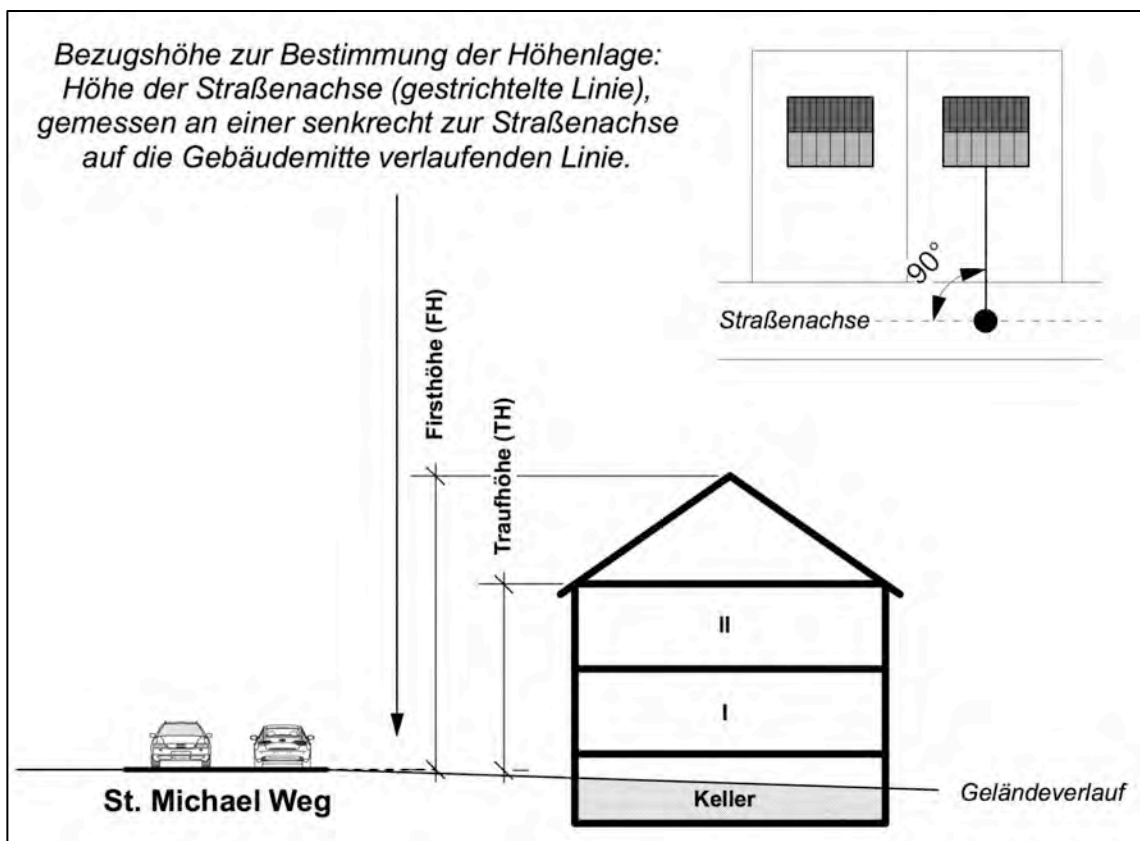 Bezugshöhe zur Bestimmung der Höhenlage:
Höhe der Straßenachse (gestrichtelte Linie),
gemessen an einer senkrecht zur Straßenachse
auf die Gebäudemitte verlaufenden Linie.
90°
Straßenachse
Firsthöhe (FH)
Traufhöhe (TH)
II
I
Keller
St. Michael Weg
Geländeverlauf